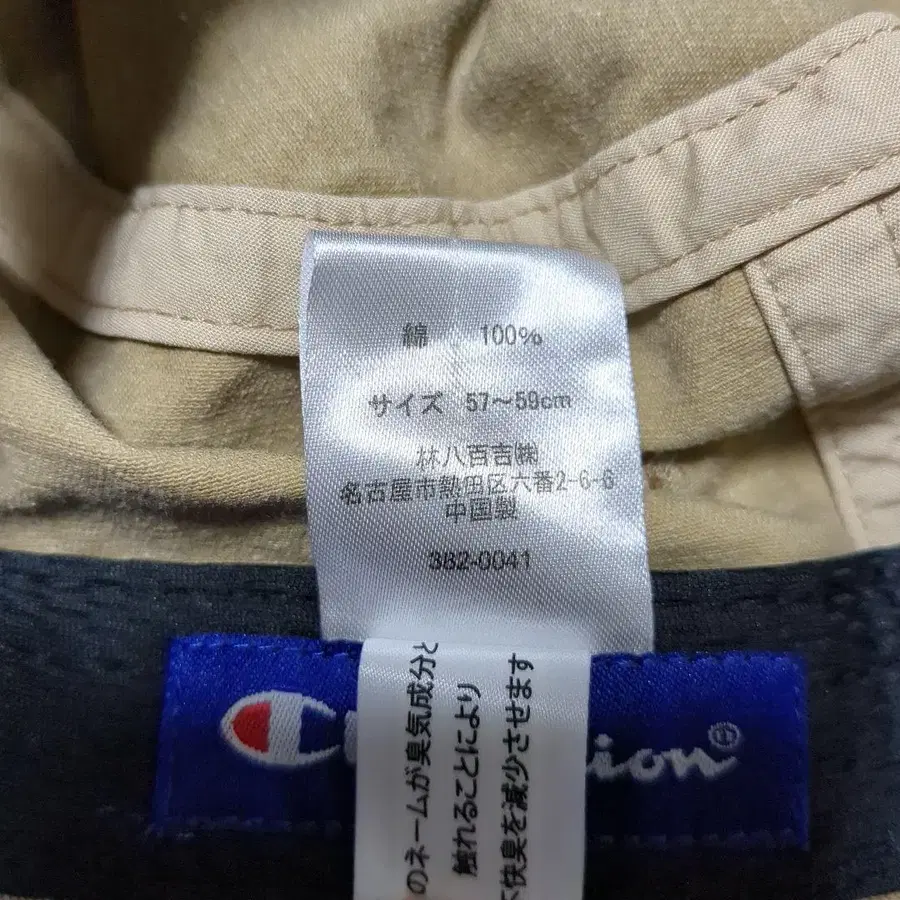 綿 100%
サイズ 57〜59cm
林八百吉㈱
名古屋市熱田区六番2-6-6
中国製
382-0041
のネームが臭気成分と
触れることにより
不快臭を減少させます
C
ion®